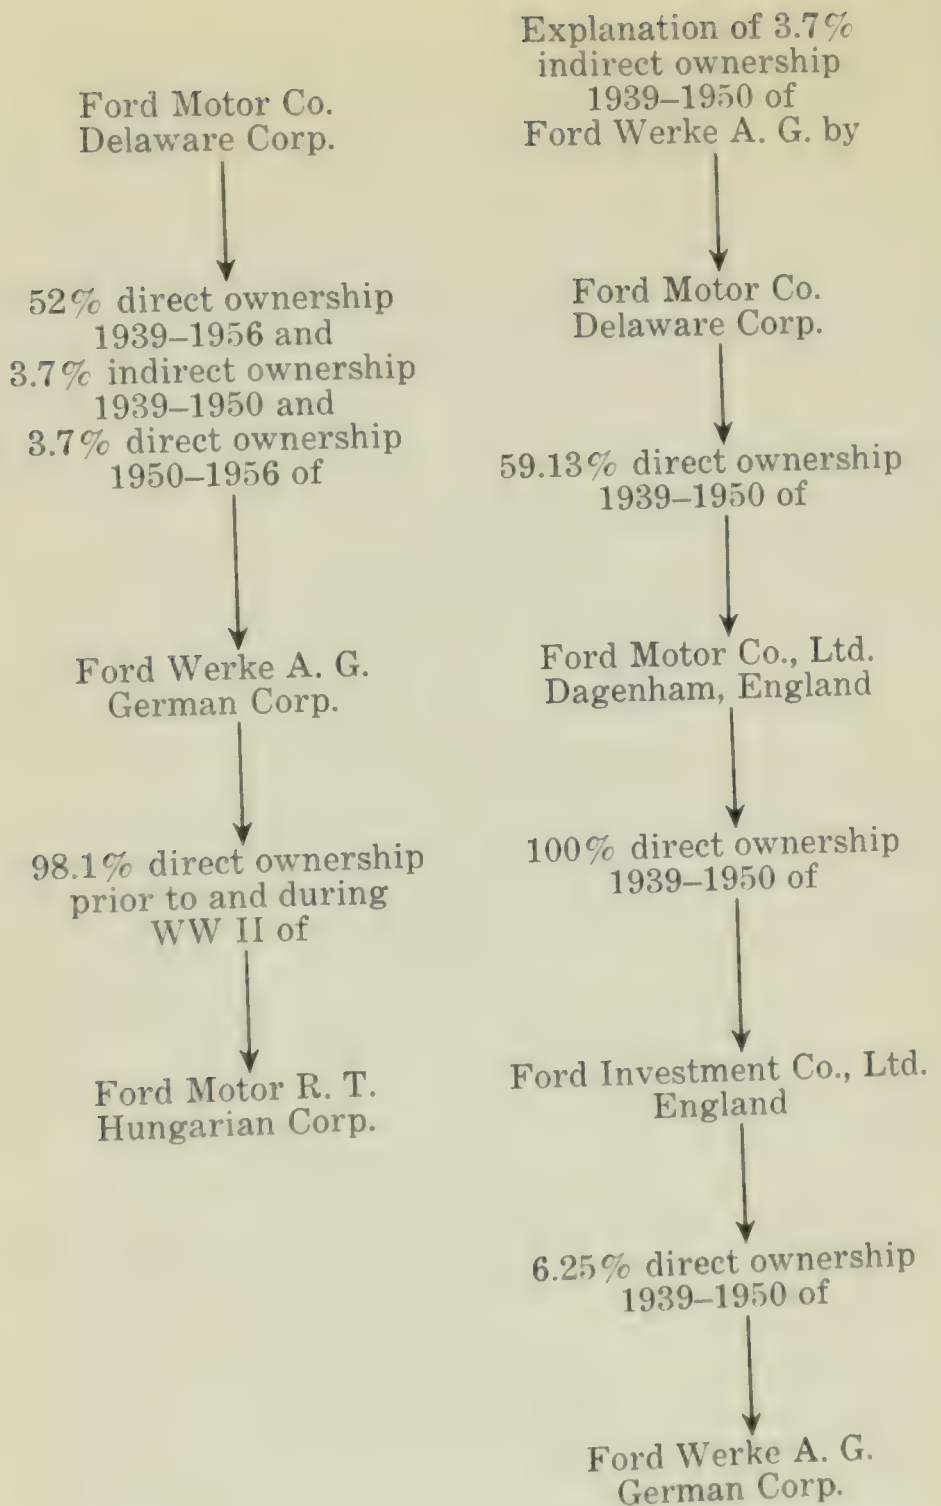 Ford Motor Co.
Delaware Corp.
52% direct ownership
1939–1956 and
3.7% indirect ownership
1939–1950 and
3.7% direct ownership
1950–1956 of
Ford Werke A. G.
German Corp.
98.1% direct ownership
prior to and during
WW II of
Ford Motor R. T.
Hungarian Corp.
Explanation of 3.7%
indirect ownership
1939–1950 of
Ford Werke A. G. by
Ford Motor Co.
Delaware Corp.
59.13% direct ownership
1939–1950 of
Ford Motor Co., Ltd.
Dagenham, England
100% direct ownership
1939–1950 of
Ford Investment Co., Ltd.
England
6.25% direct ownership
1939–1950 of
Ford Werke A. G.
German Corp.